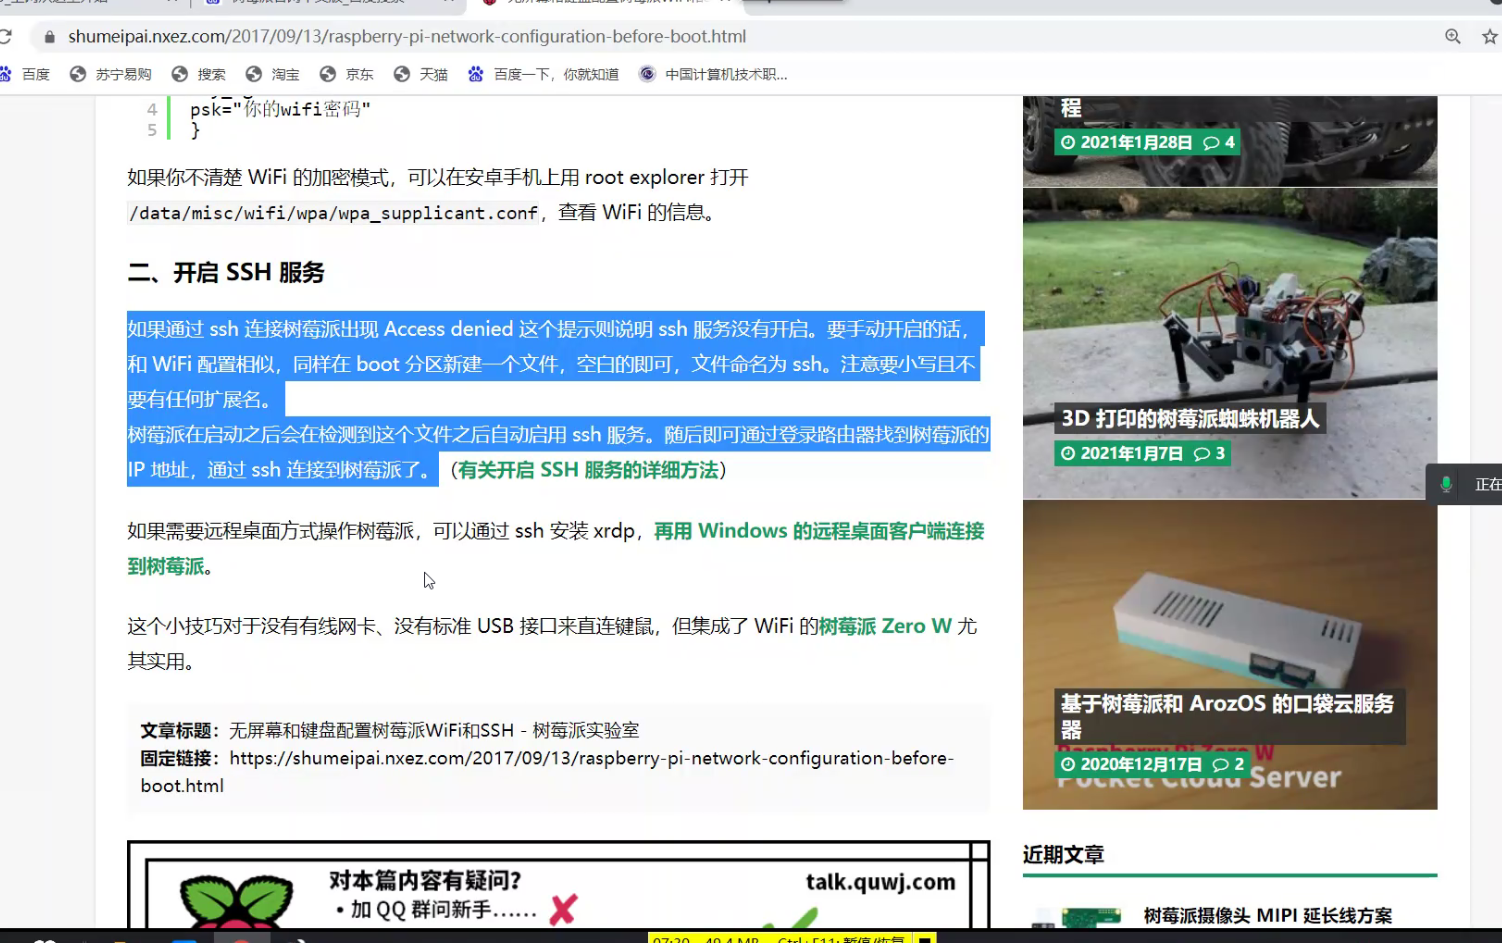 shumeipai.nxez.com/2017/09/13/raspberry-pi-network-configuration-before-boot.html
百度 苏宁易购 搜索 淘宝 京东 天猫 百度一下，你就知道 中国计算机技术职...
4 psk="你的wifi密码"
5 }
如果你不清楚 WiFi 的加密模式，可以在安卓手机上用 root explorer 打开
/data/misc/wifi/wpa/wpa_supplicant.conf，查看 WiFi 的信息。
二、开启 SSH 服务
如果通过 ssh 连接树莓派出现 Access denied 这个提示则说明 ssh 服务没有开启。要手动开启的话，
和 WiFi 配置相似，同样在 boot 分区新建一个文件，空白的即可，文件命名为 ssh。注意要小写且不
要有任何扩展名。
树莓派在启动之后会在检测到这个文件之后自动启用 ssh 服务。随后即可通过登录路由器找到树莓派的
IP 地址，通过 ssh 连接到树莓派了。（有关开启 SSH 服务的详细方法）
如果需要远程桌面方式操作树莓派，可以通过 ssh 安装 xrdp，再用 Windows 的远程桌面客户端连接
到树莓派。
这个小技巧对于没有有线网卡、没有标准 USB 接口来直连键鼠，但集成了 WiFi 的树莓派 Zero W 尤
其实用。
文章标题：无屏幕和键盘配置树莓派WiFi和SSH - 树莓派实验室
固定链接：https://shumeipai.nxez.com/2017/09/13/raspberry-pi-network-configuration-before-
boot.html
对本篇内容有疑问?
• 加 QQ 群问新手......
talk.quwj.com
程
2021年1月28日 4
3D 打印的树莓派蜘蛛机器人
2021年1月7日 3
正在
基于树莓派和 ArozOS 的口袋云服务
器
Raspberry Pi Zero W
2020年12月17日 2
Pocket Cloud Server
近期文章
树莓派摄像头 MIPI 延长线方案